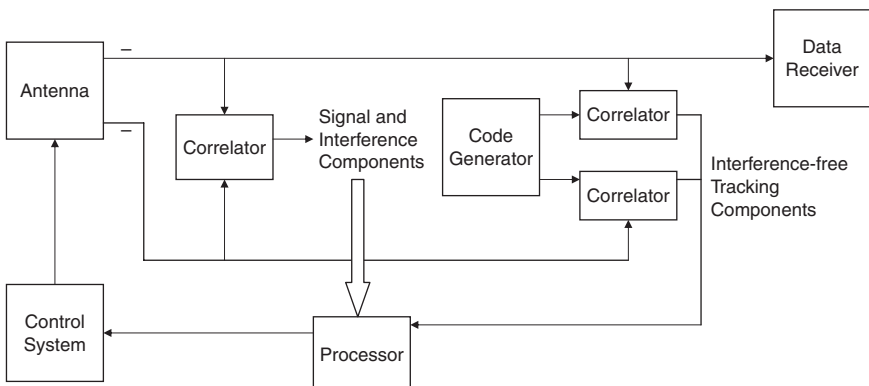 –
Data
Receiver
Antenna
–
Correlator
Signal and
Interference
Components
Code
Generator
Correlator
Correlator
Interference-free
Tracking
Components
Control
System
Processor